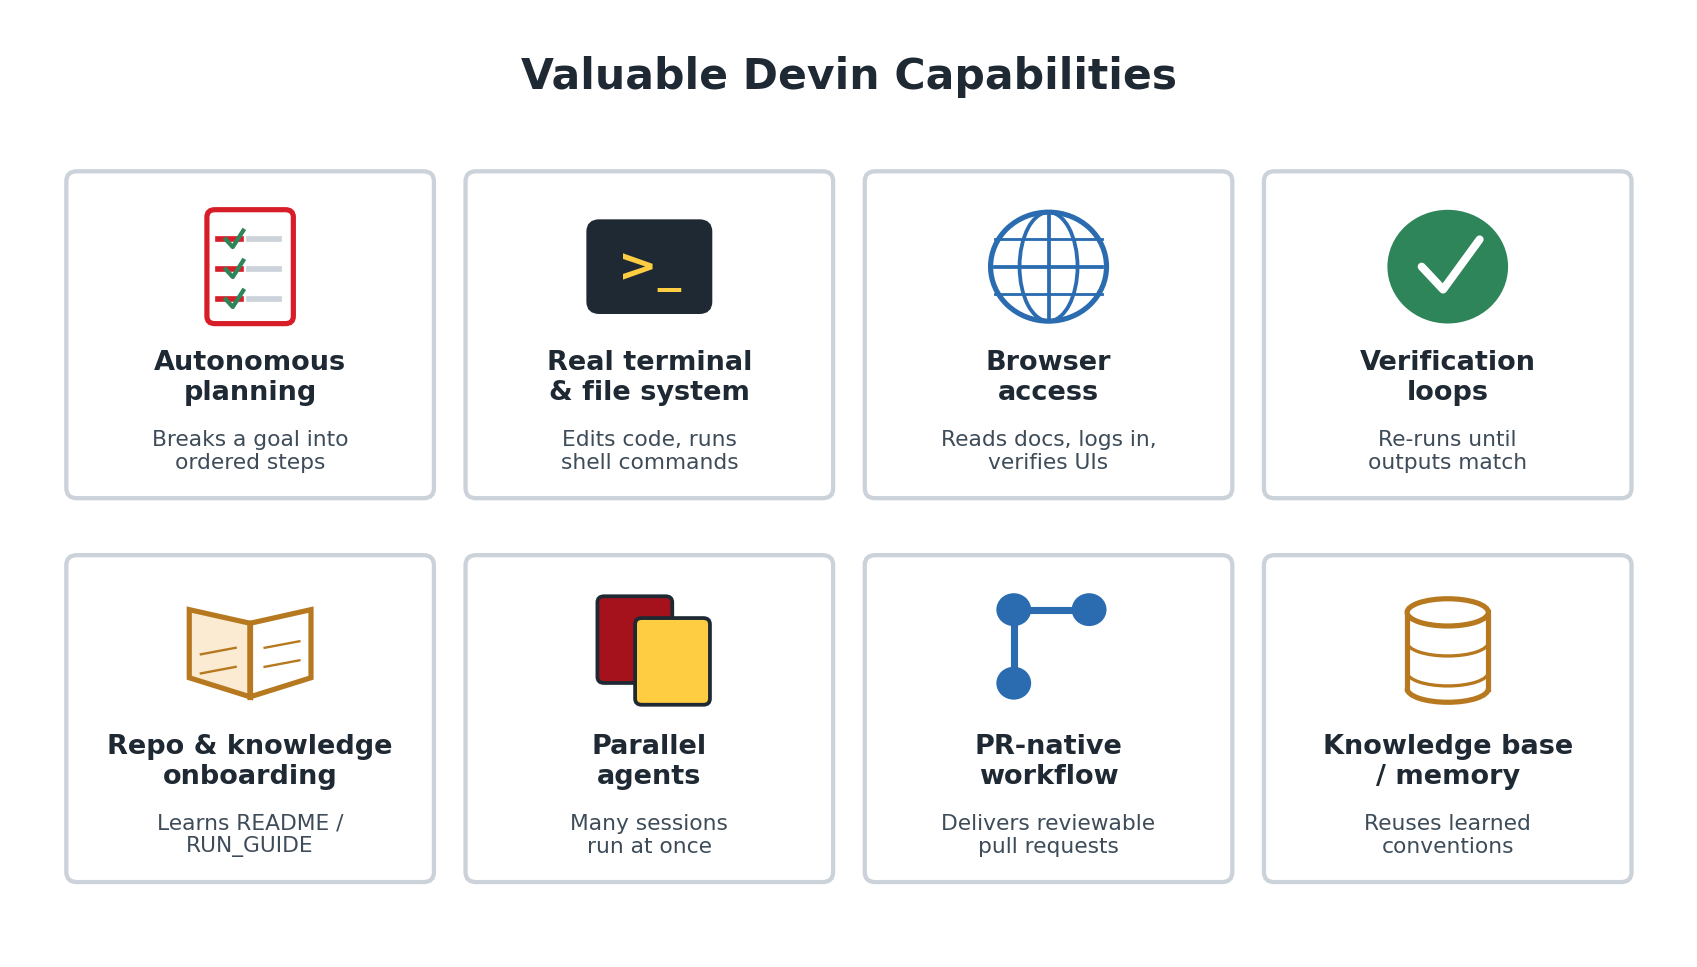 Valuable Devin Capabilities
>_
Autonomous
planning
Breaks a goal into
ordered steps
Real terminal
& file system
Edits code, runs
shell commands
Browser
access
Reads docs, logs in,
verifies UIs
Verification
loops
Re-runs until
outputs match
Repo & knowledge
onboarding
Learns README /
RUN_GUIDE
Parallel
agents
Many sessions
run at once
PR-native
workflow
Delivers reviewable
pull requests
Knowledge base
/ memory
Reuses learned
conventions